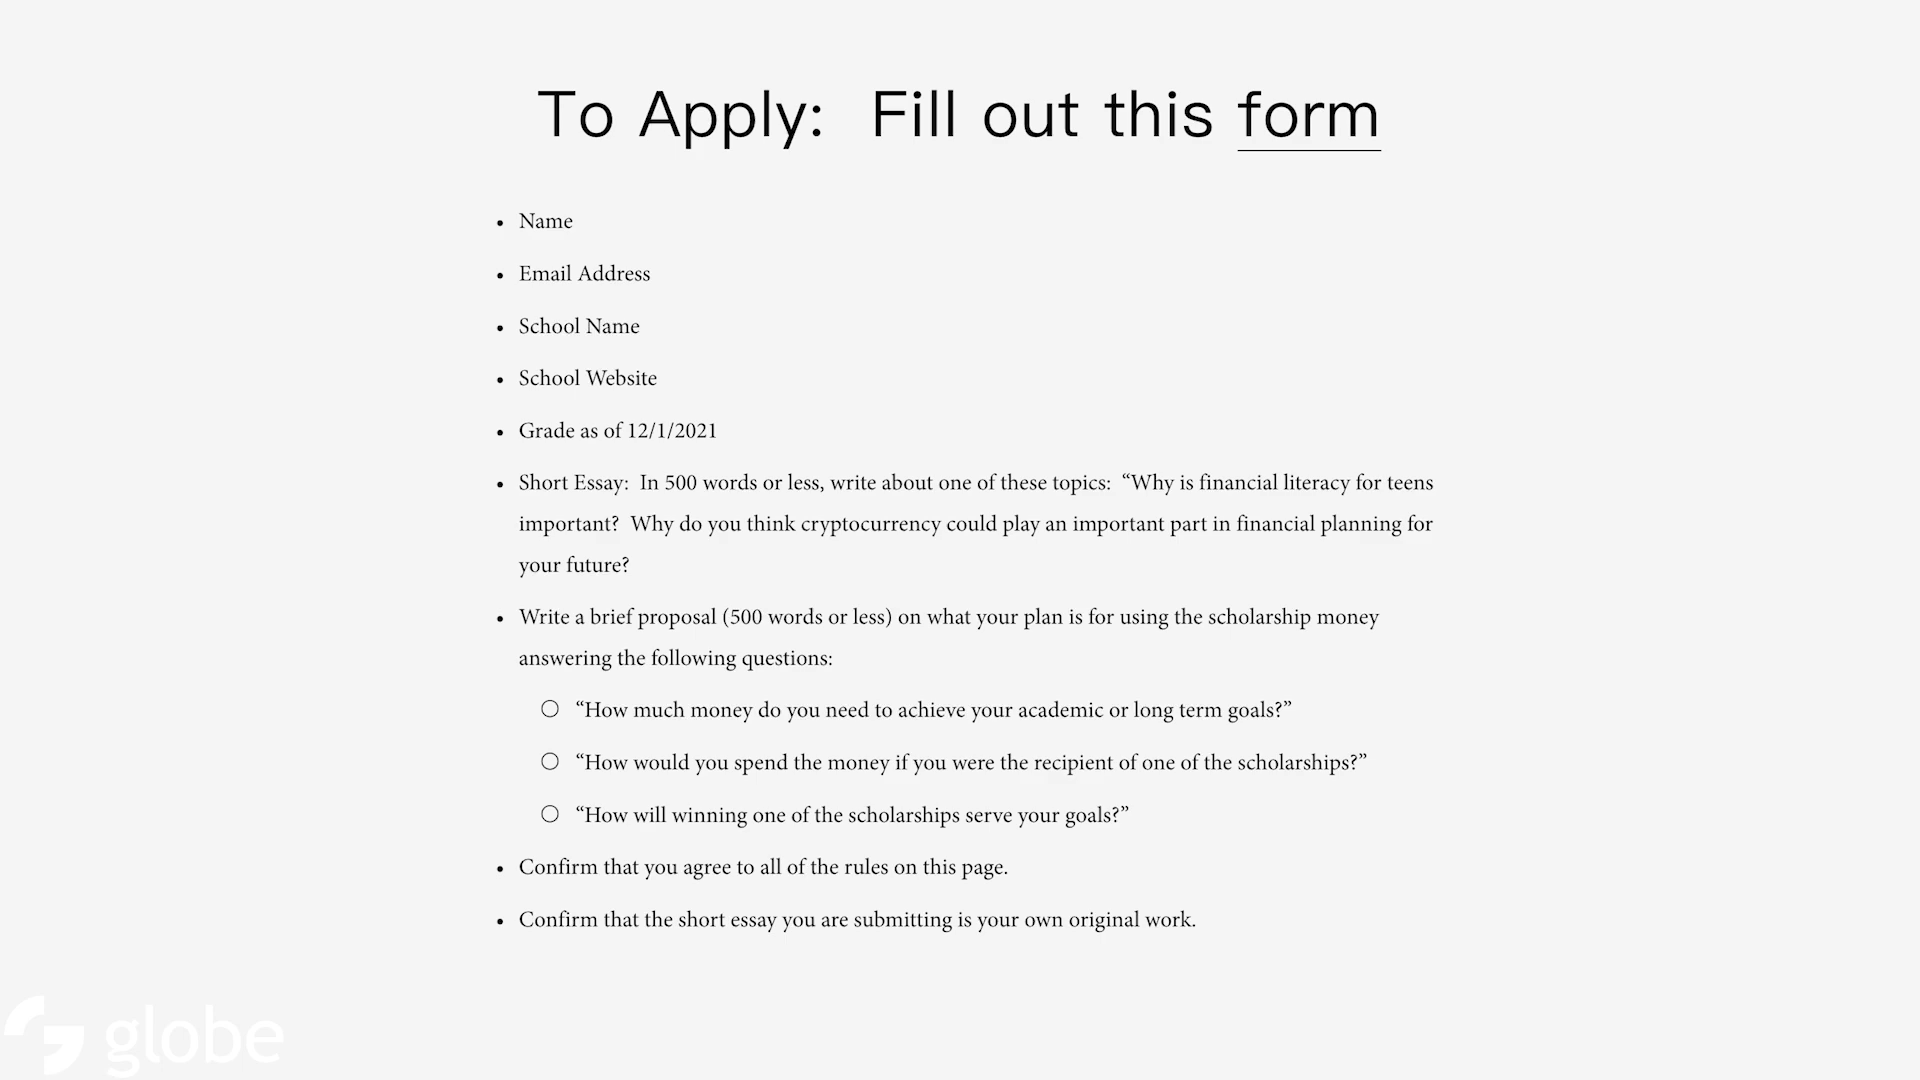 To Apply:  Fill out this form
• Name
• Email Address
• School Name
• School Website
• Grade as of 12/1/2021
• Short Essay:  In 500 words or less, write about one of these topics:  “Why is financial literacy for teens
important?  Why do you think cryptocurrency could play an important part in financial planning for
your future?
• Write a brief proposal (500 words or less) on what your plan is for using the scholarship money
answering the following questions:
○ “How much money do you need to achieve your academic or long term goals?”
○ “How would you spend the money if you were the recipient of one of the scholarships?”
○ “How will winning one of the scholarships serve your goals?”
• Confirm that you agree to all of the rules on this page.
• Confirm that the short essay you are submitting is your own original work.
globe